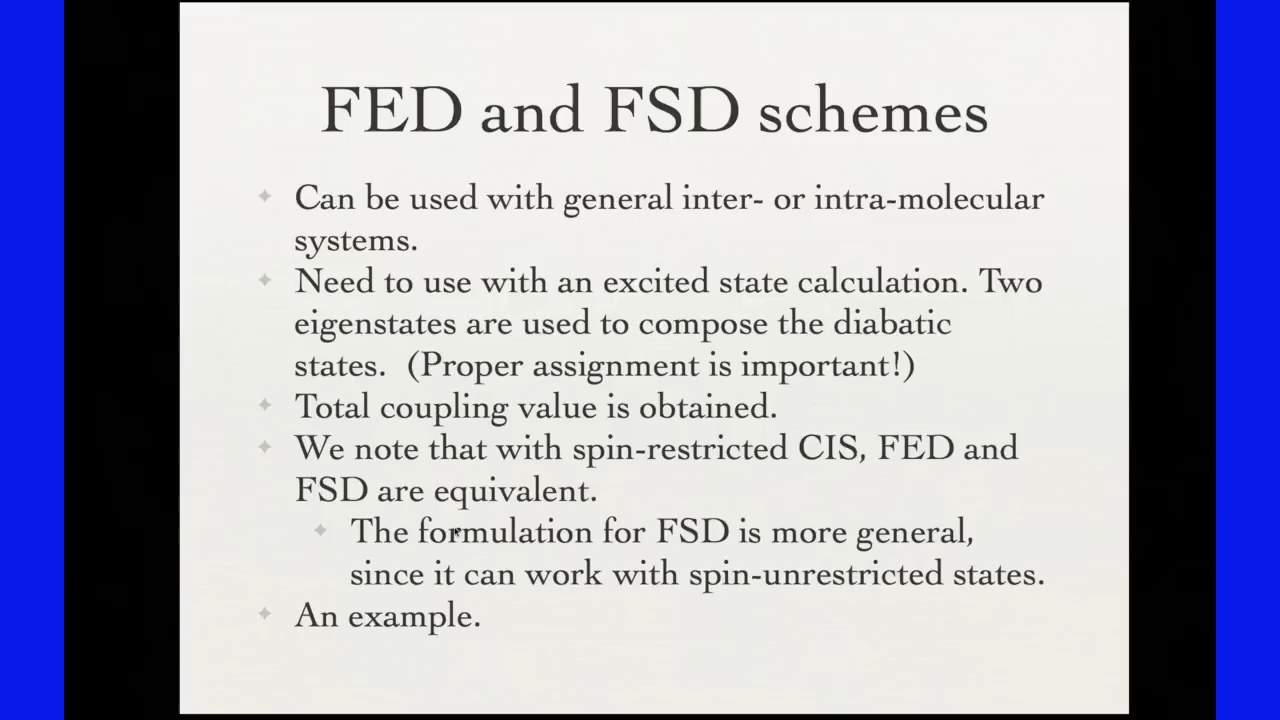 FED and FSD schemes
Can be used with general inter- or intra-molecular
systems.
Need to use with an excited state calculation. Two
eigenstates are used to compose the diabatic
states. (Proper assignment is important!)
Total coupling value is obtained.
We note that with spin-restricted CIS, FED and
FSD are equivalent.
The formulation for FSD is more general,
since it can work with spin-unrestricted states.
An example.